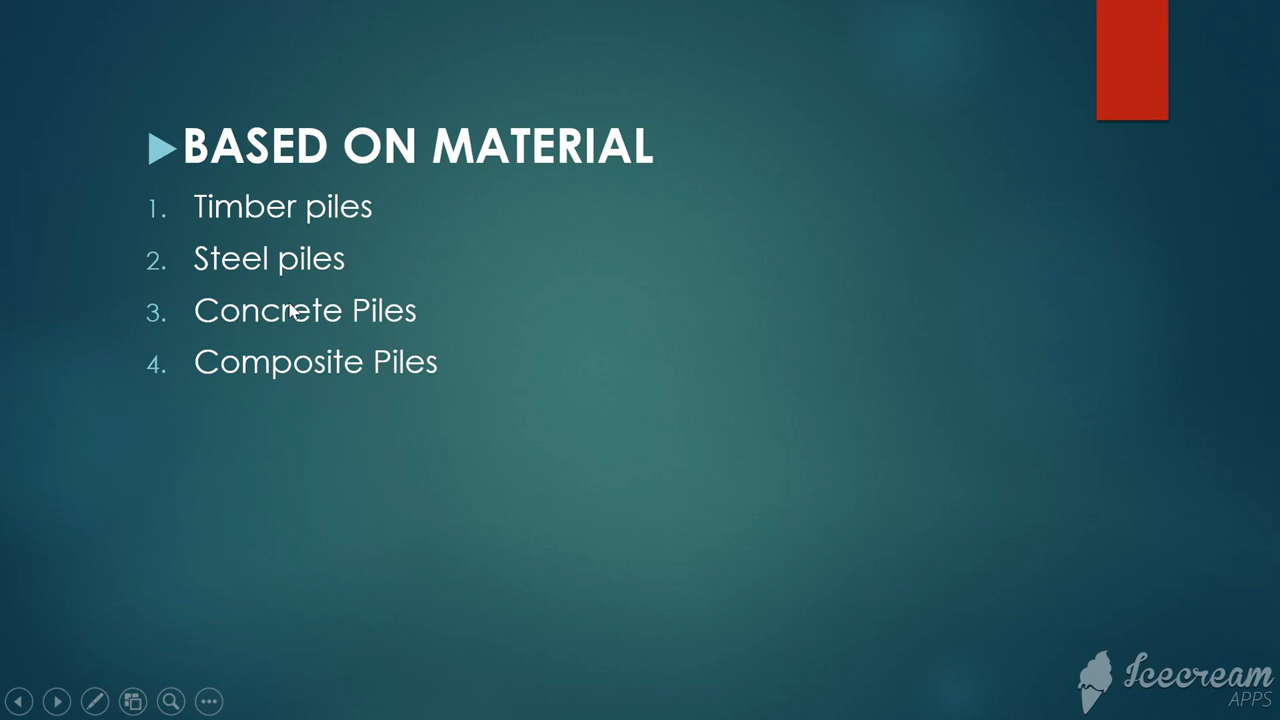 BASED ON MATERIAL
1. Timber piles
2. Steel piles
3. Concrete Piles
4. Composite Piles
Icecream
APPS